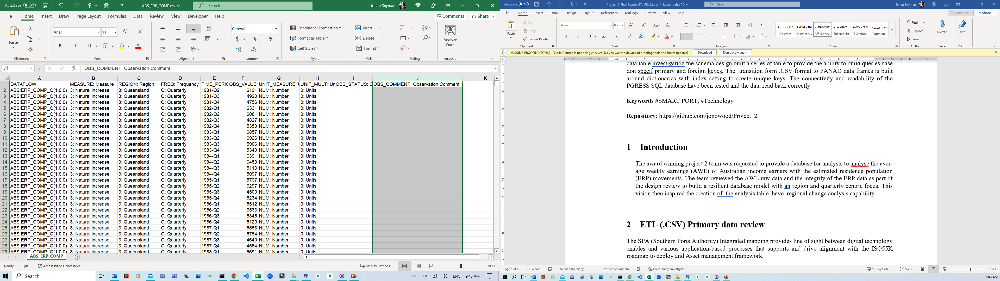 AutoSave Off ABS_ERP_COMP.csv Search Johan Snyman
File Home Insert Draw Page Layout Formulas Data Review View Developer Help Comments Share
Paste Arial 11 General Conditional Formatting Format as Table Cell Styles Insert Delete Format Analyze Data
Clipboard Font Alignment Number Styles Cells Editing Analysis
J1 OBS_COMMENT: Observation Comment
A B C D E F G H I J K
1 DATAFLOW MEASURE: Measure REGION: Region FREQ: Frequency TIME_PERIO OBS_VALUE UNIT_MEASURE: UNIT_MULT: OBS_STATUS: OBS_COMMENT: Observation Comment
2 ABS:ERP_COMP_Q(1.0.0) 3: Natural Increase 3: Queensland Q: Quarterly 1981-Q2 6191 NUM: Number 0: Units
3 ABS:ERP_COMP_Q(1.0.0) 3: Natural Increase 3: Queensland Q: Quarterly 1981-Q3 4920 NUM: Number 0: Units
4 ABS:ERP_COMP_Q(1.0.0) 3: Natural Increase 3: Queensland Q: Quarterly 1981-Q4 4756 NUM: Number 0: Units
5 ABS:ERP_COMP_Q(1.0.0) 3: Natural Increase 3: Queensland Q: Quarterly 1982-Q1 6331 NUM: Number 0: Units
6 ABS:ERP_COMP_Q(1.0.0) 3: Natural Increase 3: Queensland Q: Quarterly 1982-Q2 6081 NUM: Number 0: Units
7 ABS:ERP_COMP_Q(1.0.0) 3: Natural Increase 3: Queensland Q: Quarterly 1982-Q3 4827 NUM: Number 0: Units
8 ABS:ERP_COMP_Q(1.0.0) 3: Natural Increase 3: Queensland Q: Quarterly 1982-Q4 5350 NUM: Number 0: Units
9 ABS:ERP_COMP_Q(1.0.0) 3: Natural Increase 3: Queensland Q: Quarterly 1983-Q1 6857 NUM: Number 0: Units
10 ABS:ERP_COMP_Q(1.0.0) 3: Natural Increase 3: Queensland Q: Quarterly 1983-Q2 6926 NUM: Number 0: Units
11 ABS:ERP_COMP_Q(1.0.0) 3: Natural Increase 3: Queensland Q: Quarterly 1983-Q3 5906 NUM: Number 0: Units
12 ABS:ERP_COMP_Q(1.0.0) 3: Natural Increase 3: Queensland Q: Quarterly 1983-Q4 5340 NUM: Number 0: Units
13 ABS:ERP_COMP_Q(1.0.0) 3: Natural Increase 3: Queensland Q: Quarterly 1984-Q1 6391 NUM: Number 0: Units
14 ABS:ERP_COMP_Q(1.0.0) 3: Natural Increase 3: Queensland Q: Quarterly 1984-Q2 6450 NUM: Number 0: Units
15 ABS:ERP_COMP_Q(1.0.0) 3: Natural Increase 3: Queensland Q: Quarterly 1984-Q3 5113 NUM: Number 0: Units
16 ABS:ERP_COMP_Q(1.0.0) 3: Natural Increase 3: Queensland Q: Quarterly 1984-Q4 5097 NUM: Number 0: Units
17 ABS:ERP_COMP_Q(1.0.0) 3: Natural Increase 3: Queensland Q: Quarterly 1985-Q1 5767 NUM: Number 0: Units
18 ABS:ERP_COMP_Q(1.0.0) 3: Natural Increase 3: Queensland Q: Quarterly 1985-Q2 6297 NUM: Number 0: Units
19 ABS:ERP_COMP_Q(1.0.0) 3: Natural Increase 3: Queensland Q: Quarterly 1985-Q3 4500 NUM: Number 0: Units
20 ABS:ERP_COMP_Q(1.0.0) 3: Natural Increase 3: Queensland Q: Quarterly 1985-Q4 5234 NUM: Number 0: Units
21 ABS:ERP_COMP_Q(1.0.0) 3: Natural Increase 3: Queensland Q: Quarterly 1986-Q1 5512 NUM: Number 0: Units
22 ABS:ERP_COMP_Q(1.0.0) 3: Natural Increase 3: Queensland Q: Quarterly 1986-Q2 6533 NUM: Number 0: Units
23 ABS:ERP_COMP_Q(1.0.0) 3: Natural Increase 3: Queensland Q: Quarterly 1986-Q3 5345 NUM: Number 0: Units
24 ABS:ERP_COMP_Q(1.0.0) 3: Natural Increase 3: Queensland Q: Quarterly 1986-Q4 5120 NUM: Number 0: Units
25 ABS:ERP_COMP_Q(1.0.0) 3: Natural Increase 3: Queensland Q: Quarterly 1987-Q1 5556 NUM: Number 0: Units
26 ABS:ERP_COMP_Q(1.0.0) 3: Natural Increase 3: Queensland Q: Quarterly 1987-Q2 5754 NUM: Number 0: Units
27 ABS:ERP_COMP_Q(1.0.0) 3: Natural Increase 3: Queensland Q: Quarterly 1987-Q3 4640 NUM: Number 0: Units
28 ABS:ERP_COMP_Q(1.0.0) 3: Natural Increase 3: Queensland Q: Quarterly 1987-Q4 4554 NUM: Number 0: Units
29 ABS:ERP_COMP_Q(1.0.0) 3: Natural Increase 3: Queensland Q: Quarterly 1988-Q1 5691 NUM: Number 0: Units
ABS_ERP_COMP
Ready Accessibility: Unavailable Display Settings 100%
Search ENG 9:45 AM
AutoSave Off Project_2_Final Report_ETL_REV1.docx • Saved to this PC Search Johan Snyman
File Home Insert Draw Design Layout References Mailings Review View Help Comments Share
Paste Cut Copy Format Painter Times 8.5 Abstract Abstract h... Affiliation... Bulleted list ¶ Caption Equation Find Replace Select Dictate Editor
Clipboard Font Paragraph Styles Editing Voice Editor
MISSING PROOFING TOOLS Text in German is not being checked. Do you want to download proofing tools and future updates? Download Don't show again
data table investigation the schema design built a series of table to provide the ability to build queries base
don specif primary and foreign keyes. The transition form .CSV format to PANAD data frames is built
around dictionaries with index setting to create unique keys. The connectivity and readability of the
PGRESS SQL database have been tested and the data read back correctly
Keywords #SMART PORT, #Technology
Repository: https://github.com/jonowood/Project_2
1 Introduction
The award winning project 2 team was requested to provide a database for analysts to analyse the aver-
age weekly earnings (AWE) of Australian income earners with the estimated residence population
(ERP) movements. The team reviewed the AWE raw data and the integrity of the ERP data as part of
the design review to build a resilient database model with an region and quarterly centric focus. This
vision then inspired the creation of the analysis table have regional change analysis capability.
2 ETL (.CSV) Primary data review
The SPA (Southern Ports Authority) Integrated mapping provides line of sight between digital technology
enables and various application-based processes that supports and drive alignment with the ISO55K
roadmap to deploy and Asset management framework.
Page 1 of 6 739 words German (Germany) Text Predictions: On Accessibility: Investigate Display Settings Focus 180%
9:45 AM